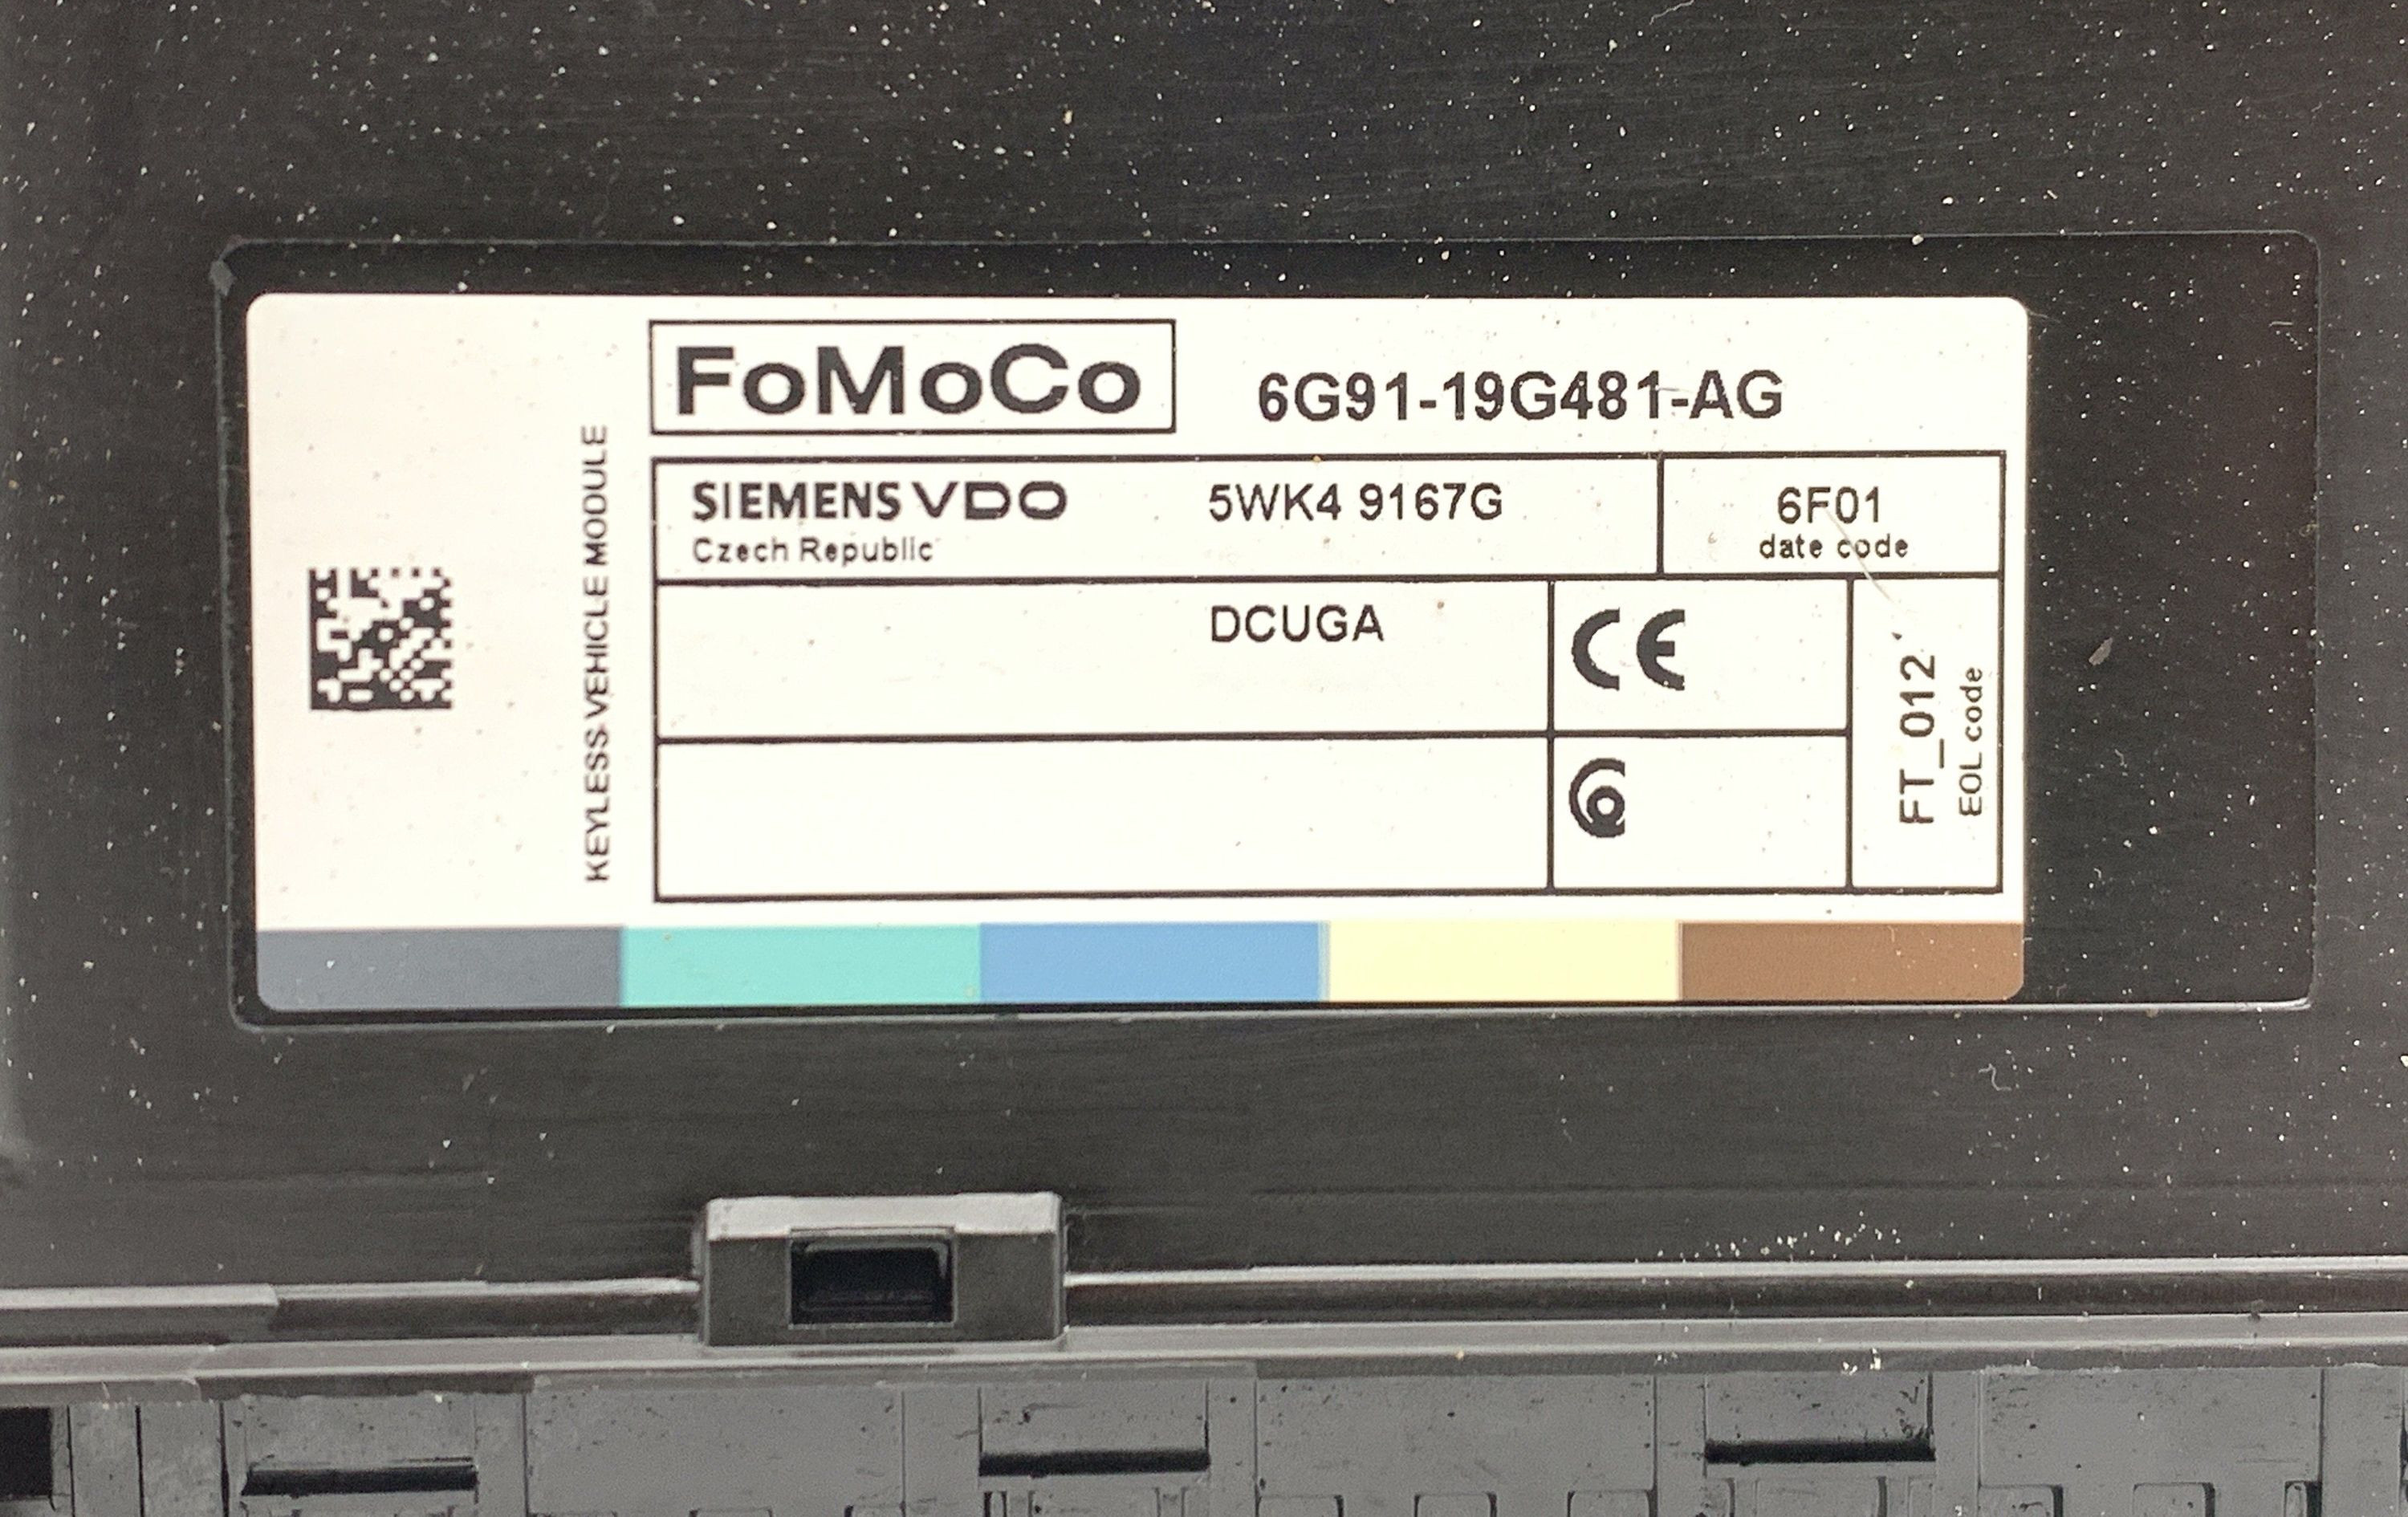 FoMoCo
6G91-19G481-AG
KEYLESS VEHICLE MODULE
SIEMENS VDO
5WK4 9167G
6F01
Czech Republic
date code
DCUGA
CE
FT_012
EOL code